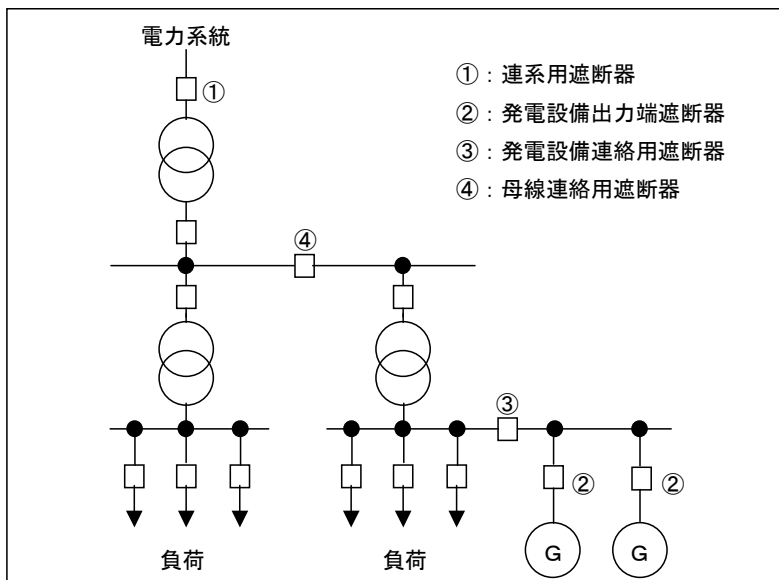 電力系統
①
①：連系用遮断器
②：発電設備出力端遮断器
③：発電設備連絡用遮断器
④：母線連絡用遮断器
④
③
②
②
負荷
負荷
G
G